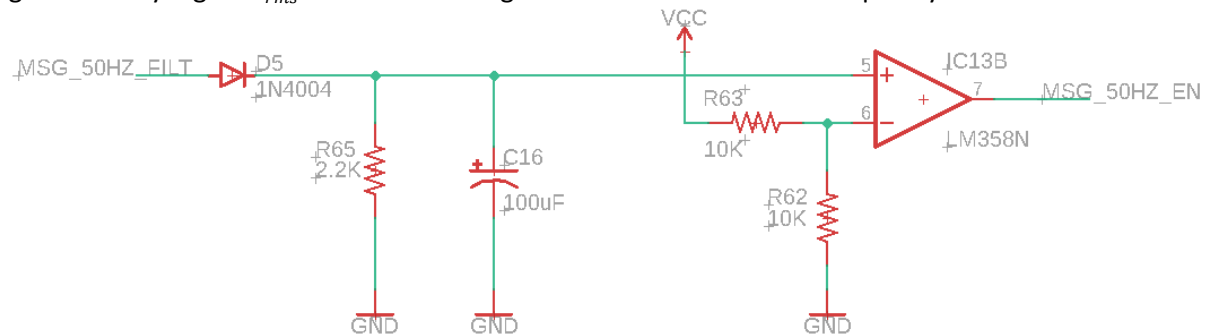 MSG_50HZ_FILT
D5
1N4004
R65
2.2K
C16
100uF
GND
GND
VCC
R63
10K
R62
10K
GND
5
6
7
IC13B
LM358N
MSG_50HZ_EN